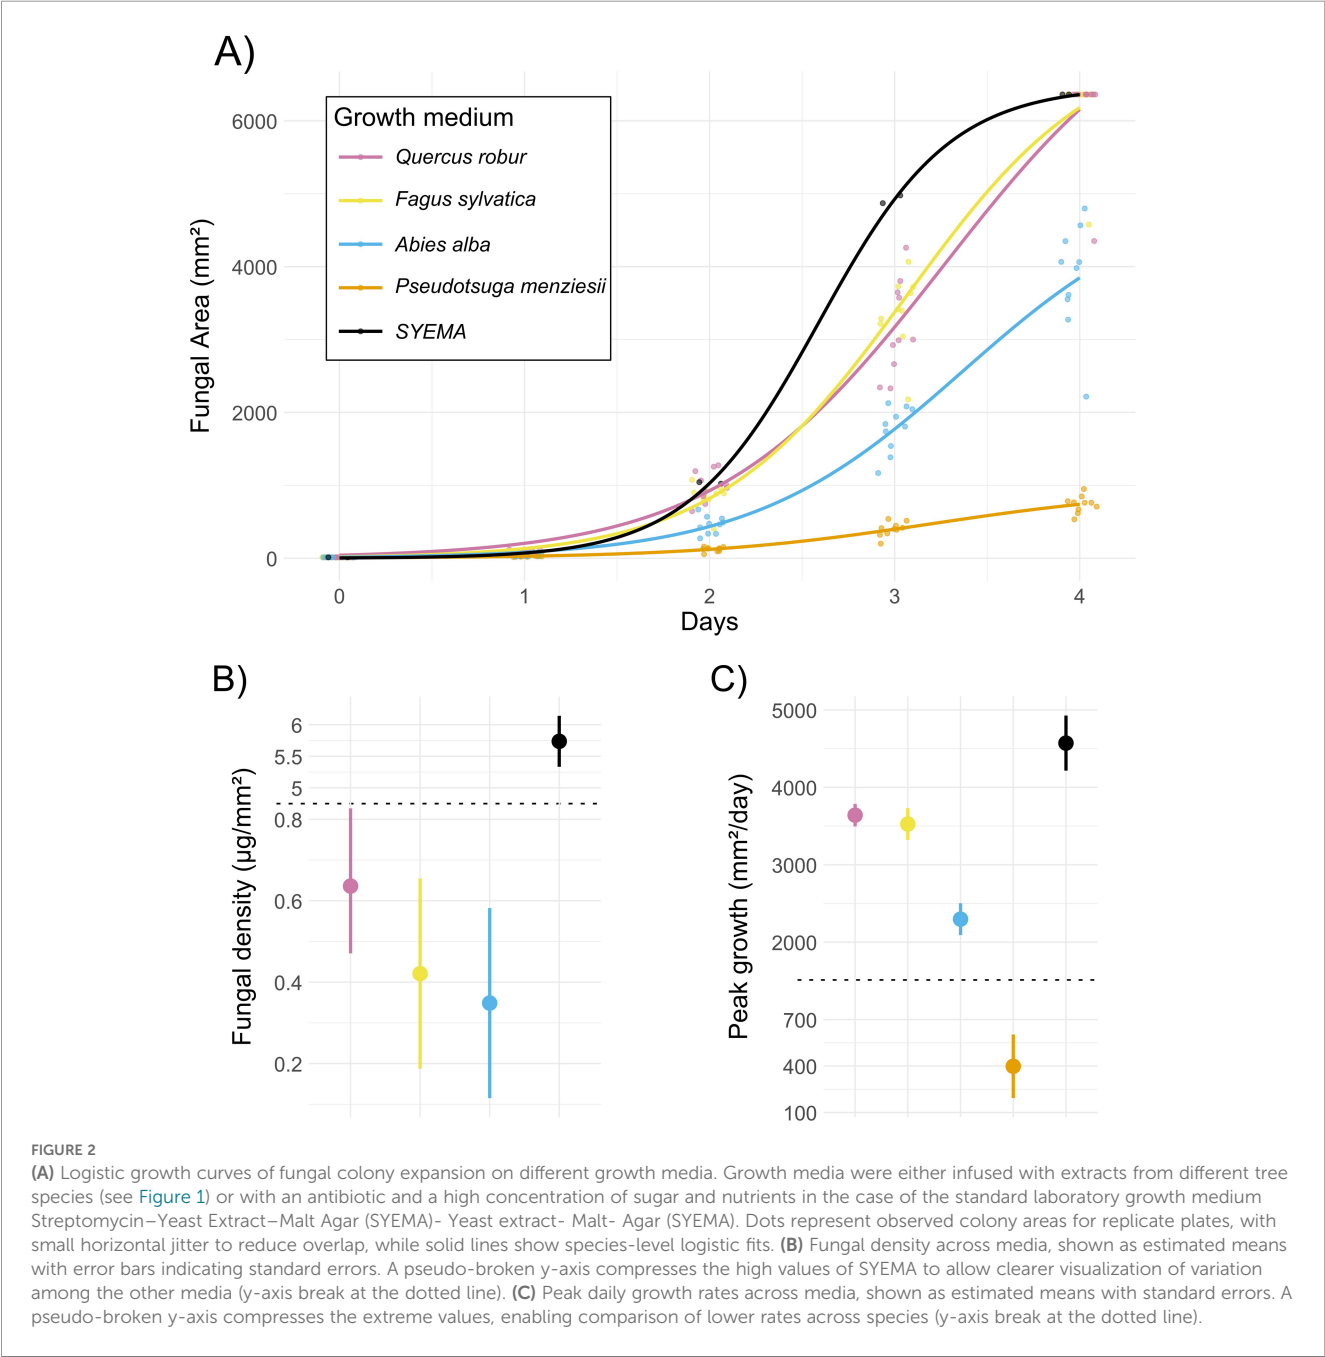 A)
Growth medium
Quercus robur
Fagus sylvatica
Abies alba
Pseudotsuga menziesii
SYEMA
Fungal Area (mm²)
6000
4000
2000
0
0 1 2 3 4
Days
B)
Fungal density (µg/mm²)
6
5.5
5
0.8
0.6
0.4
0.2
C)
Peak growth (mm²/day)
5000
4000
3000
2000
700
400
100
FIGURE 2
(A) Logistic growth curves of fungal colony expansion on different growth media. Growth media were either infused with extracts from different tree
species (see Figure 1) or with an antibiotic and a high concentration of sugar and nutrients in the case of the standard laboratory growth medium
Streptomycin–Yeast Extract–Malt Agar (SYEMA)- Yeast extract- Malt- Agar (SYEMA). Dots represent observed colony areas for replicate plates, with
small horizontal jitter to reduce overlap, while solid lines show species-level logistic fits. (B) Fungal density across media, shown as estimated means
with error bars indicating standard errors. A pseudo-broken y-axis compresses the high values of SYEMA to allow clearer visualization of variation
among the other media (y-axis break at the dotted line). (C) Peak daily growth rates across media, shown as estimated means with standard errors. A
pseudo-broken y-axis compresses the extreme values, enabling comparison of lower rates across species (y-axis break at the dotted line).